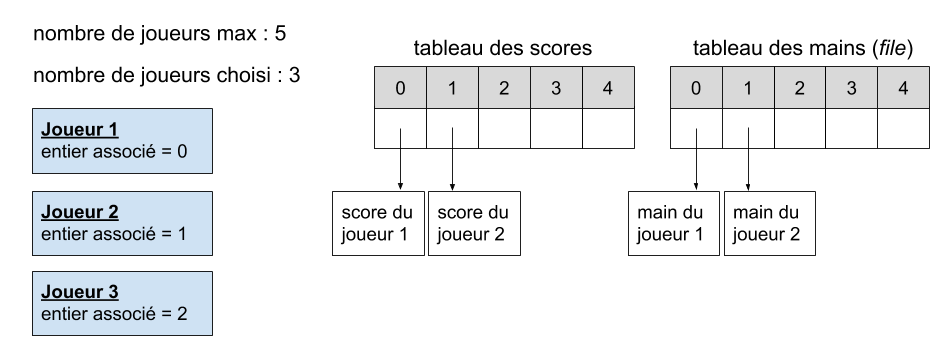 nombre de joueurs max : 5
nombre de joueurs choisi : 3
Joueur 1
entier associé = 0
Joueur 2
entier associé = 1
Joueur 3
entier associé = 2
tableau des scores
0 1 2 3 4
score du
joueur 1
score du
joueur 2
tableau des mains (file)
0 1 2 3 4
main du
joueur 1
main du
joueur 2